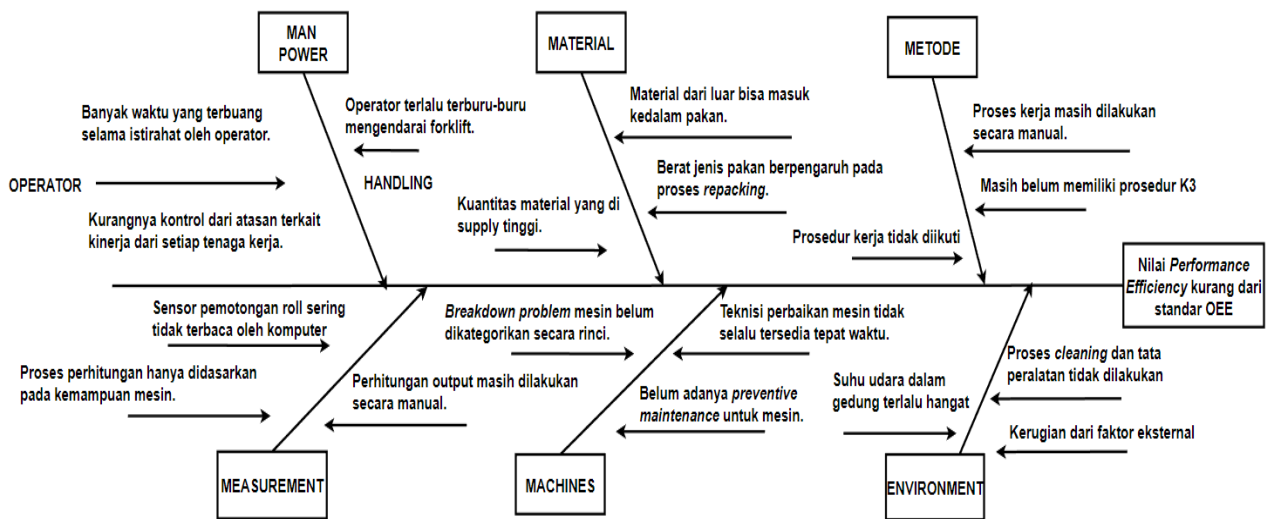 MAN
POWER
MATERIAL
METODE
Banyak waktu yang terbuang
selama istirahat oleh operator.
Operator terlalu terburu-buru
mengendarai forklift.
OPERATOR
HANDLING
Kurangnya kontrol dari atasan terkait
kinerja dari setiap tenaga kerja.
Material dari luar bisa masuk
kedalam pakan.
Berat jenis pakan berpengaruh pada
proses repacking.
Kuantitas material yang di
supply tinggi.
Proses kerja masih dilakukan
secara manual.
Masih belum memiliki prosedur K3
Prosedur kerja tidak diikuti
Nilai Performance
Efficiency kurang dari
standar OEE
Sensor pemotongan roll sering
tidak terbaca oleh komputer
Proses perhitungan hanya didasarkan
pada kemampuan mesin.
Perhitungan output masih dilakukan
secara manual.
Breakdown problem mesin belum
dikategorikan secara rinci.
Teknisi perbaikan mesin tidak
selalu tersedia tepat waktu.
Belum adanya preventive
maintenance untuk mesin.
Suhu udara dalam
gedung terlalu hangat
Proses cleaning dan tata
peralatan tidak dilakukan
Kerugian dari faktor eksternal
MEASUREMENT
MACHINES
ENVIRONMENT